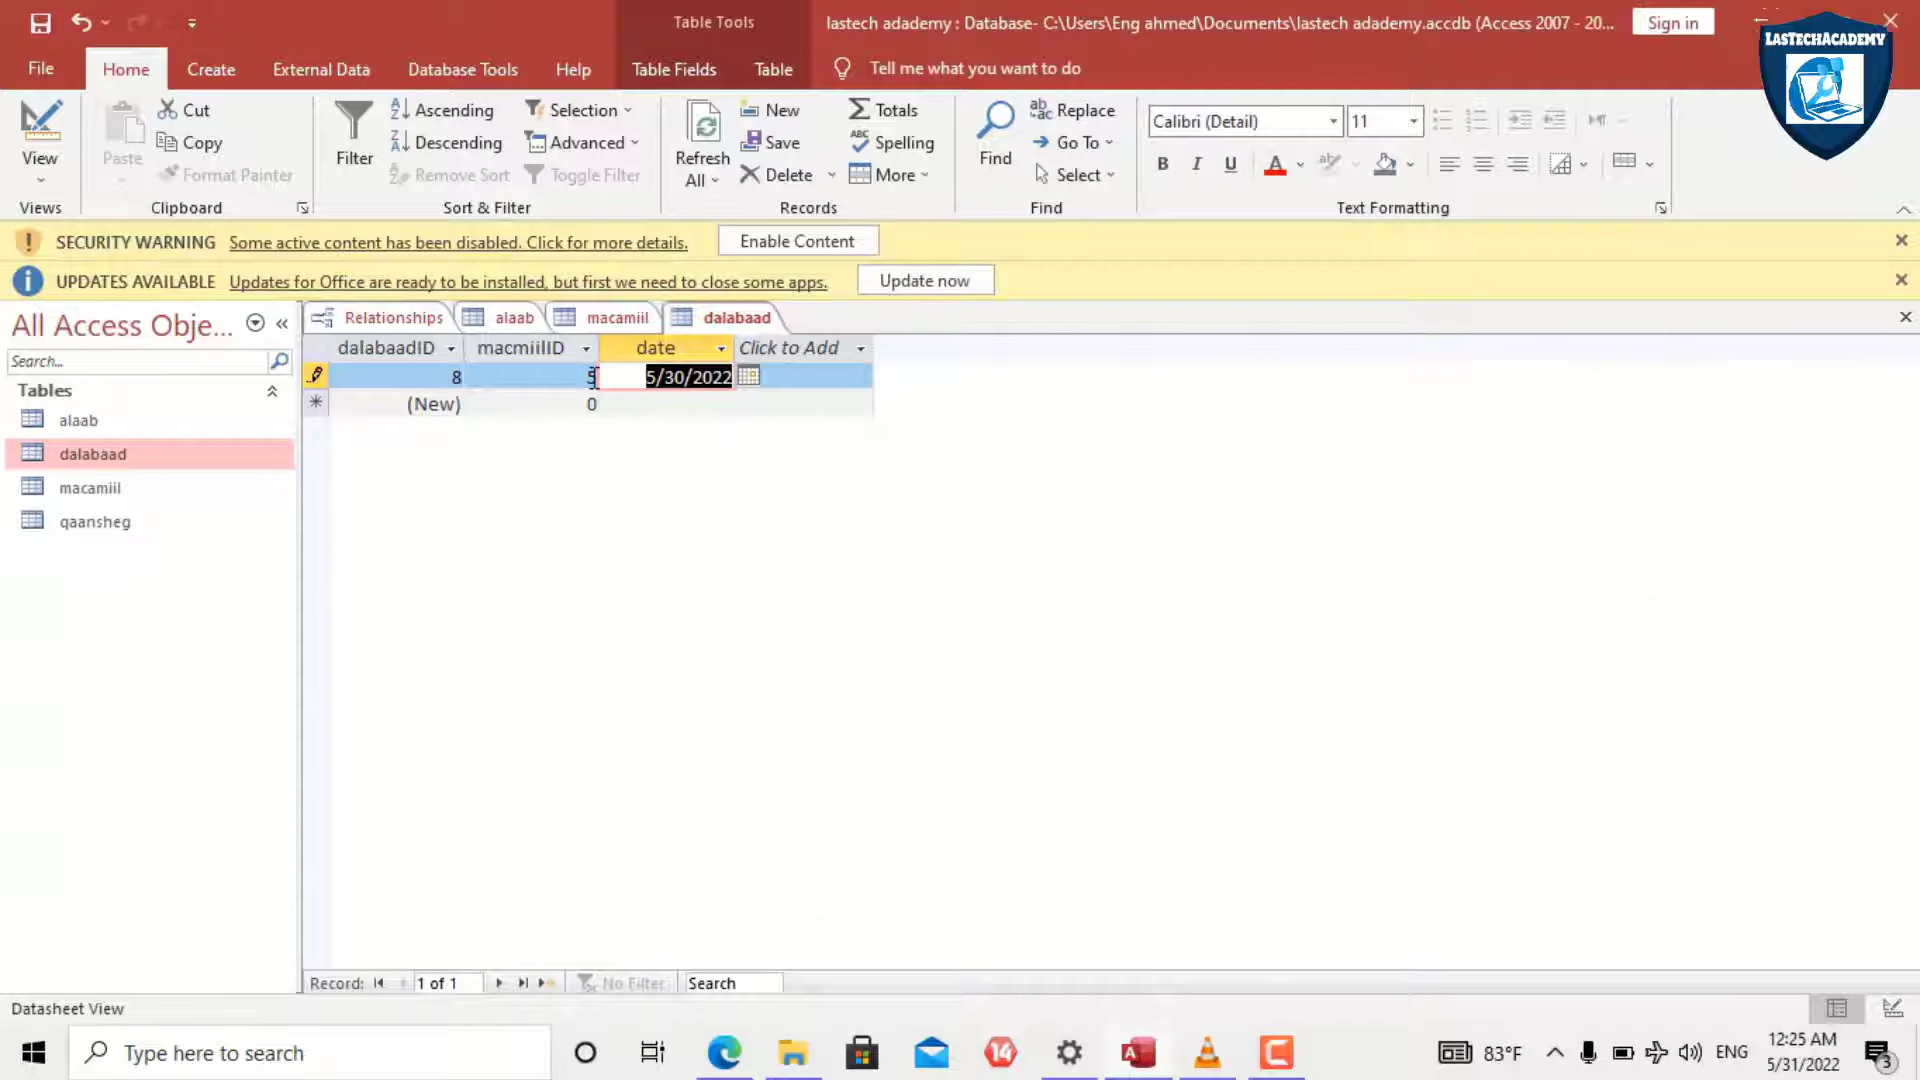 Table Tools
lastech adademy : Database- C:\Users\Eng ahmed\Documents\lastech adademy.accdb (Access 2007 - 20...
Sign in
LASTECHACADEMY
File Home Create External Data Database Tools Help Table Fields Table Tell me what you want to do
View
Views
Paste
Cut
Copy
Format Painter
Clipboard
Filter
Ascending
Descending
Remove Sort
Selection
Advanced
Toggle Filter
Sort & Filter
Refresh
All
New
Save
Delete
Totals
Spelling
More
Records
Find
Replace
Go To
Select
Find
Calibri (Detail) 11
B I U A
Text Formatting
SECURITY WARNING Some active content has been disabled. Click for more details. Enable Content
UPDATES AVAILABLE Updates for Office are ready to be installed, but first we need to close some apps. Update now
All Access Obje...
Search...
Tables
alaab
dalabaad
macamiil
qaansheg
Relationships alaab macamiil dalabaad
dalabaadID macmiilID date Click to Add
8 5 5/30/2022
(New) 0
Record: 1 of 1 No Filter Search
Datasheet View
Type here to search
14
83°F ENG
12:25 AM
5/31/2022
3